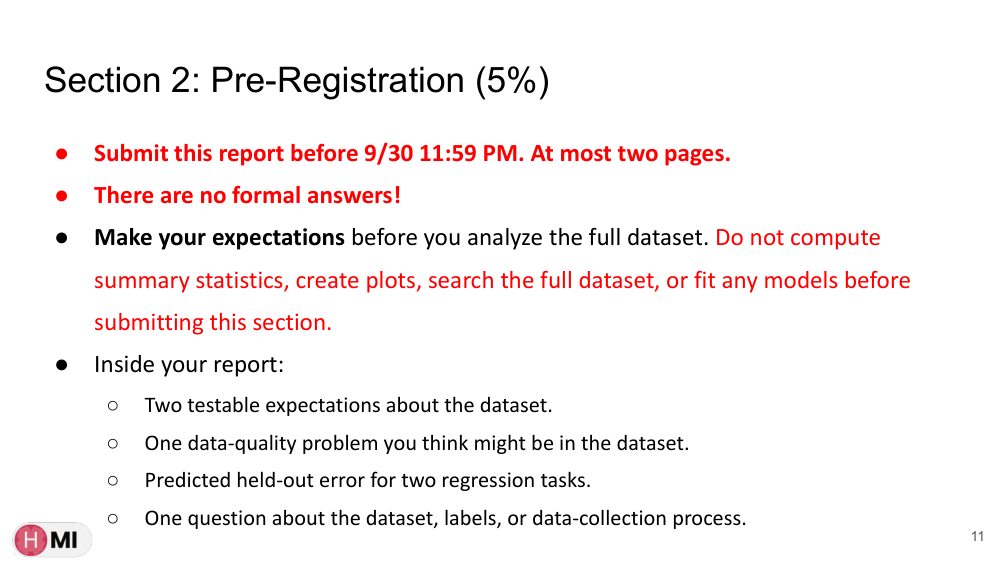 Section 2: Pre-Registration (5%)
● Submit this report before 9/30 11:59 PM. At most two pages.
● There are no formal answers!
● Make your expectations before you analyze the full dataset. Do not compute
summary statistics, create plots, search the full dataset, or fit any models before
submitting this section.
● Inside your report:
○ Two testable expectations about the dataset.
○ One data-quality problem you think might be in the dataset.
○ Predicted held-out error for two regression tasks.
○ One question about the dataset, labels, or data-collection process.
H MI
11